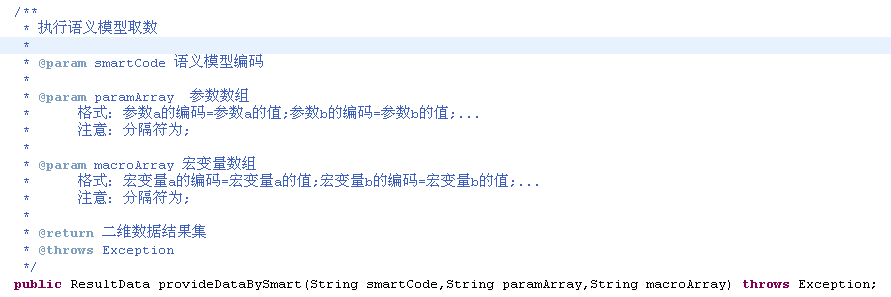 /**
 * 执行语义模型取数
 *
 * @param smartCode 语义模型编码
 *
 * @param paramArray  参数数组
 *      格式: 参数a的编码=参数a的值;参数b的编码=参数b的值;...
 *      注意: 分隔符为;
 *
 * @param macroArray 宏变量数组
 *      格式: 宏变量a的编码=宏变量a的值;宏变量b的编码=宏变量b的值;...
 *      注意: 分隔符为;
 *
 * @return 二维数据结果集
 * @throws Exception
 */
public ResultData provideDataBySmart(String smartCode,String paramArray,String macroArray) throws Exception;